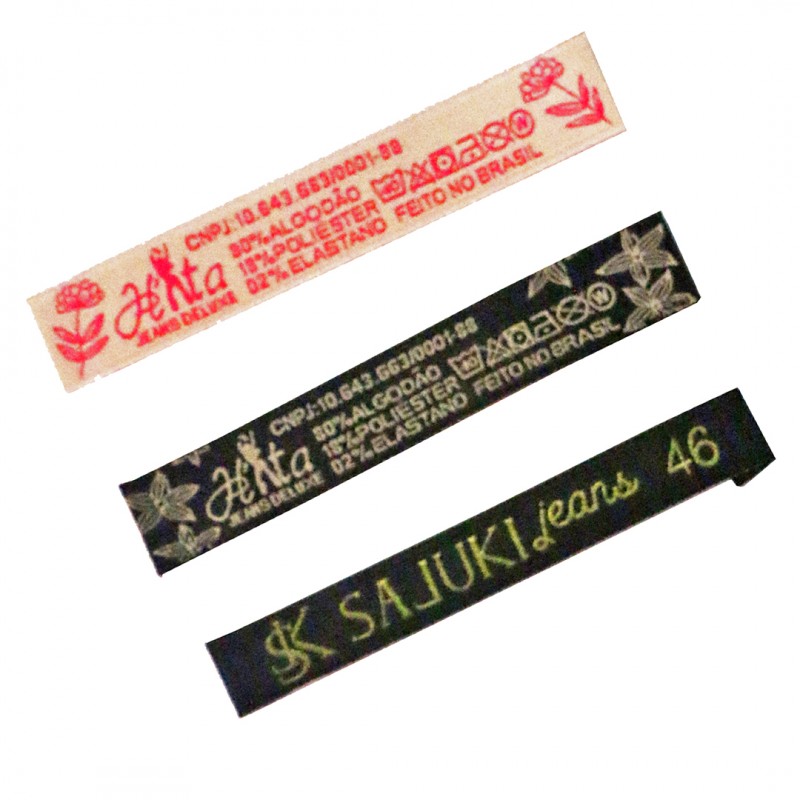 CNPJ:10.643.663/0001-88
80%ALGODÃO
18%POLIÉSTER
02%ELASTANO FEITO NO BRASIL
JEANS DELUXE
CNPJ:10.643.663/0001-88
80%ALGODÃO
18%POLIÉSTER
02%ELASTANO FEITO NO BRASIL
JEANS DELUXE
SK SAJUKI jeans 46